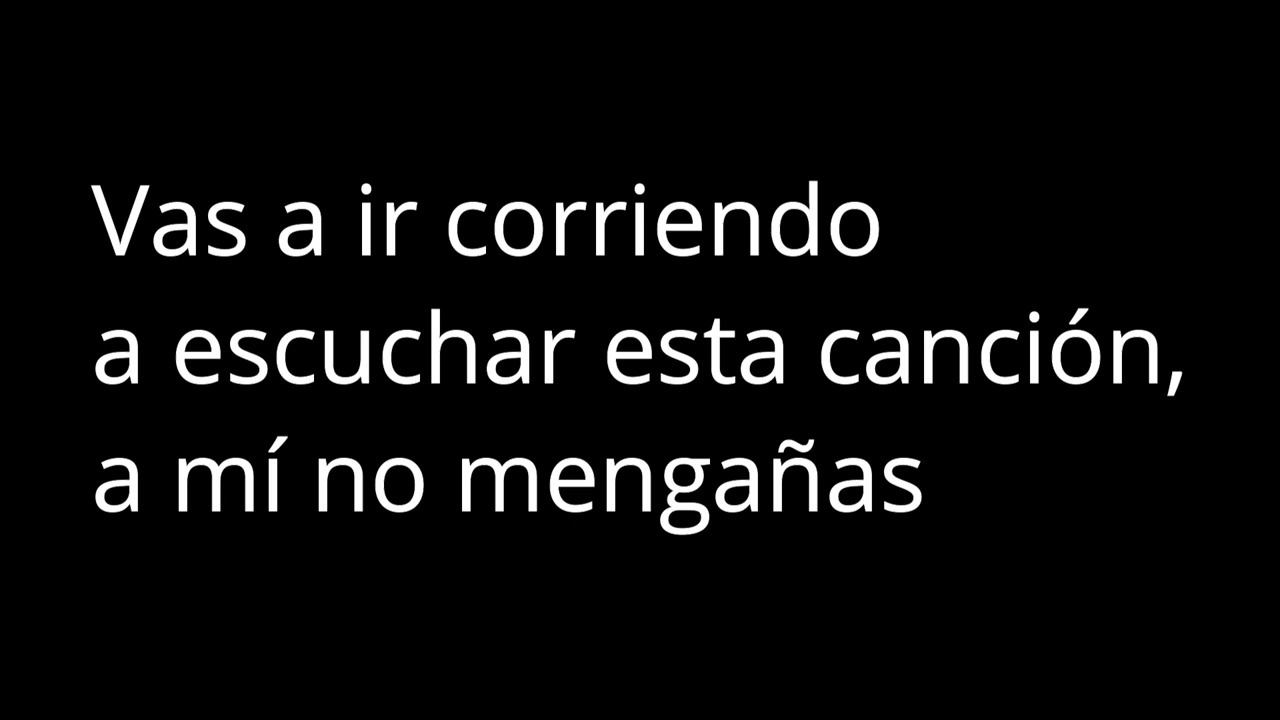 Vas a ir corriendo
a escuchar esta canción,
a mí no mengañas